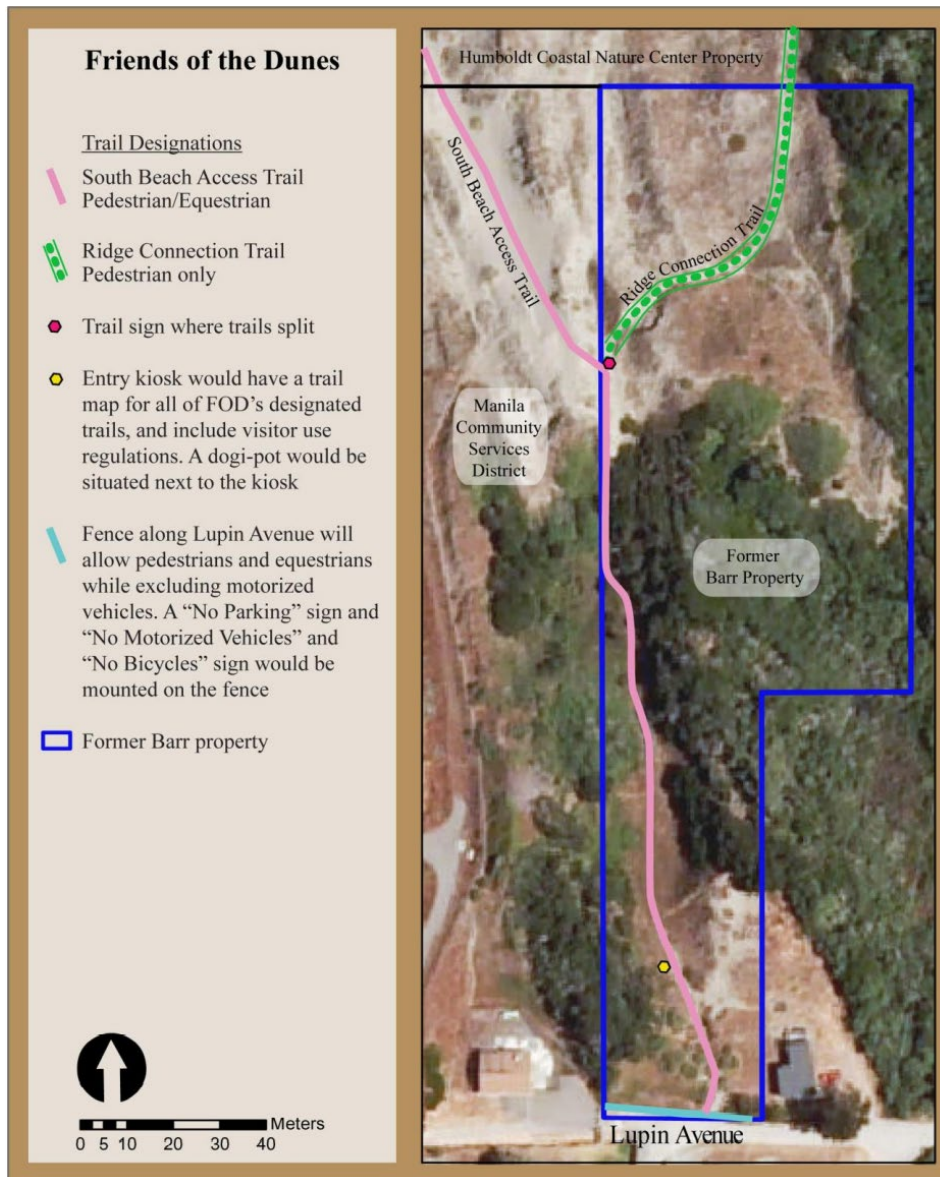 Friends of the Dunes
Trail Designations
South Beach Access Trail
Pedestrian/Equestrian
Ridge Connection Trail
Pedestrian only
Trail sign where trails split
Entry kiosk would have a trail
map for all of FOD’s designated
trails, and include visitor use
regulations. A dogi-pot would be
situated next to the kiosk
Fence along Lupin Avenue will
allow pedestrians and equestrians
while excluding motorized
vehicles. A “No Parking” sign and
“No Motorized Vehicles” and
“No Bicycles” sign would be
mounted on the fence
Former Barr property
Meters
0 5 10 20 30 40
Humboldt Coastal Nature Center Property
South Beach Access Trail
Ridge Connection Trail
Manila
Community
Services
District
Former
Barr Property
Lupin Avenue